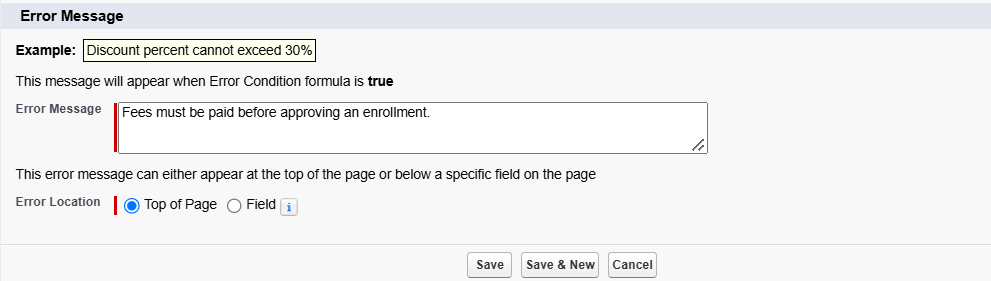 Error Message
Example: Discount percent cannot exceed 30%
This message will appear when Error Condition formula is true
Error Message Fees must be paid before approving an enrollment.
This error message can either appear at the top of the page or below a specific field on the page
Error Location Top of Page Field i
Save Save & New Cancel